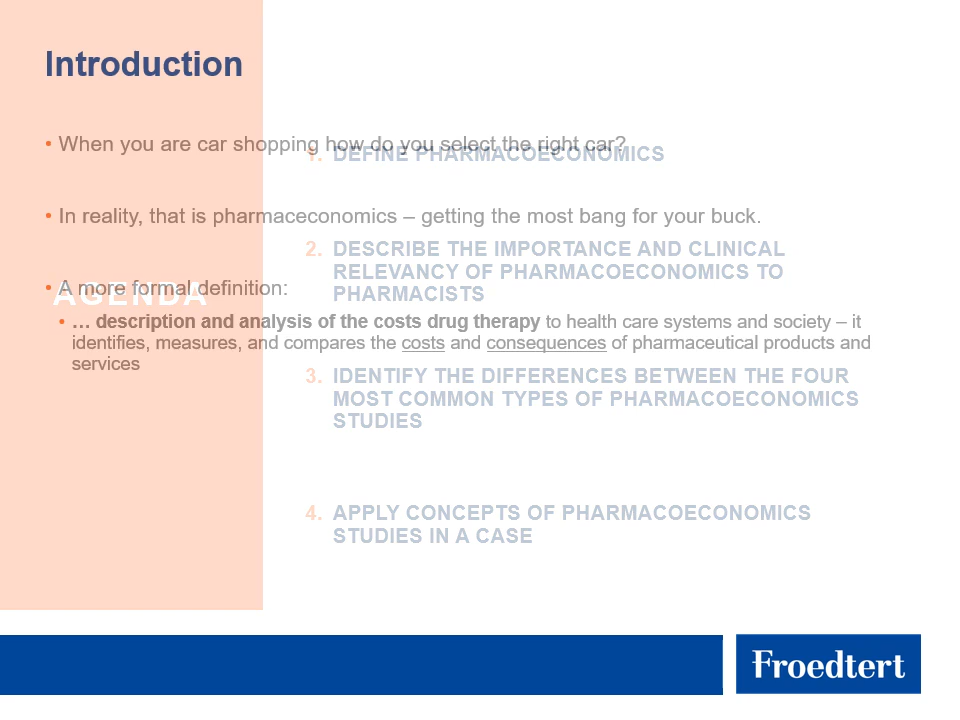 Introduction
• When you are car shopping how do you select the right car?
• In reality, that is pharmaceconomics – getting the most bang for your buck.
• A more formal definition:
• … description and analysis of the costs drug therapy to health care systems and society – it
identifies, measures, and compares the costs and consequences of pharmaceutical products and
services
AGENDA
1. DEFINE PHARMACOECONOMICS
2. DESCRIBE THE IMPORTANCE AND CLINICAL
RELEVANCY OF PHARMACOECONOMICS TO
PHARMACISTS
3. IDENTIFY THE DIFFERENCES BETWEEN THE FOUR
MOST COMMON TYPES OF PHARMACOECONOMICS
STUDIES
4. APPLY CONCEPTS OF PHARMACOECONOMICS
STUDIES IN A CASE
Froedtert